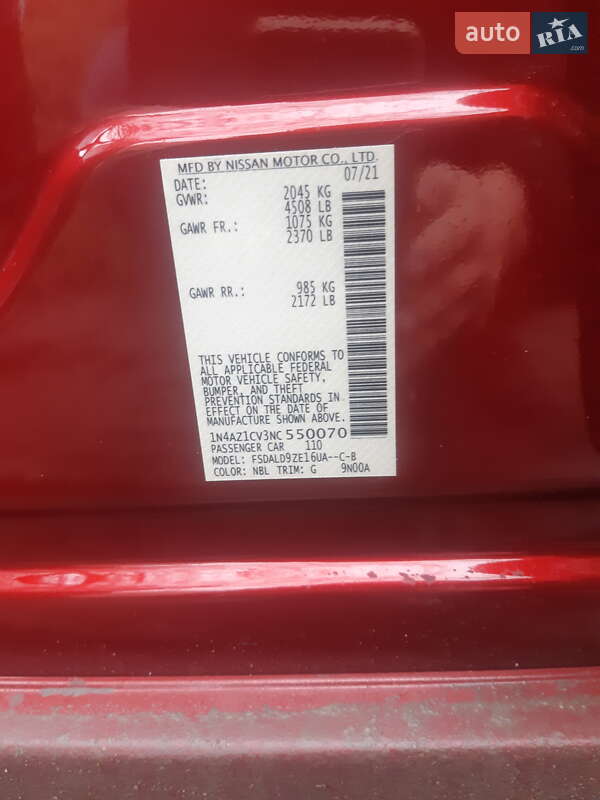 auto RIA
.com
MFD BY NISSAN MOTOR CO., LTD.
DATE: 07/21
GVWR: 2045 KG
4508 LB
GAWR FR.: 1075 KG
2370 LB
GAWR RR.: 985 KG
2172 LB
THIS VEHICLE CONFORMS TO
ALL APPLICABLE FEDERAL
MOTOR VEHICLE SAFETY,
BUMPER, AND THEFT
PREVENTION STANDARDS IN
EFFECT ON THE DATE OF
MANUFACTURE SHOWN ABOVE.
1N4AZ1CV3NC550070
PASSENGER CAR 110
MODEL: FSDALD9ZE16UA--C-B
COLOR: NBL TRIM: G 9N00A